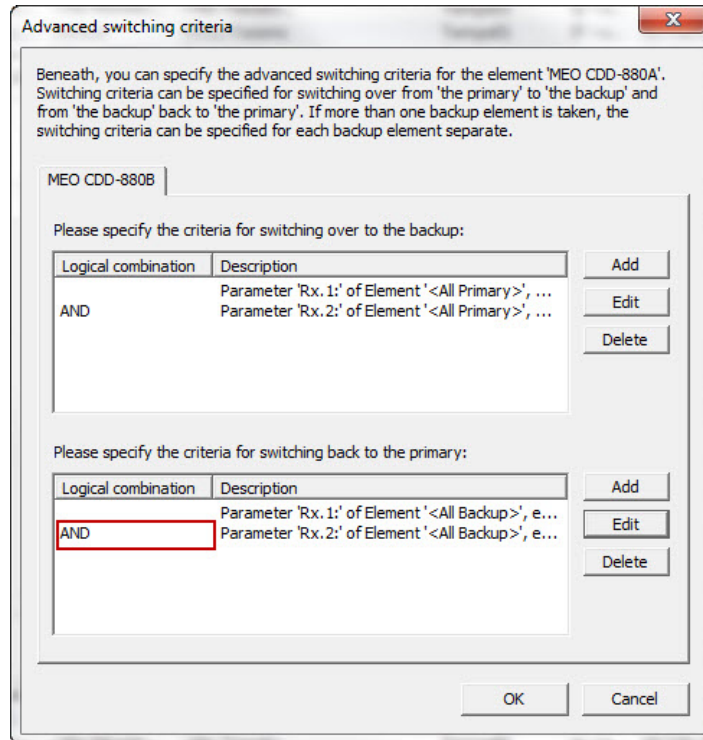 Advanced switching criteria
Beneath, you can specify the advanced switching criteria for the element 'MEO CDD-880A'.
Switching criteria can be specified for switching over from 'the primary' to 'the backup' and
from 'the backup' back to 'the primary'. If more than one backup element is taken, the
switching criteria can be specified for each backup element separate.
MEO CDD-880B
Please specify the criteria for switching over to the backup:
Logical combination Description
Parameter 'Rx.1:' of Element '<All Primary>', ...
AND Parameter 'Rx.2:' of Element '<All Primary>', ...
Add
Edit
Delete
Please specify the criteria for switching back to the primary:
Logical combination Description
Parameter 'Rx.1:' of Element '<All Backup>', e...
AND Parameter 'Rx.2:' of Element '<All Backup>', e...
Add
Edit
Delete
OK Cancel